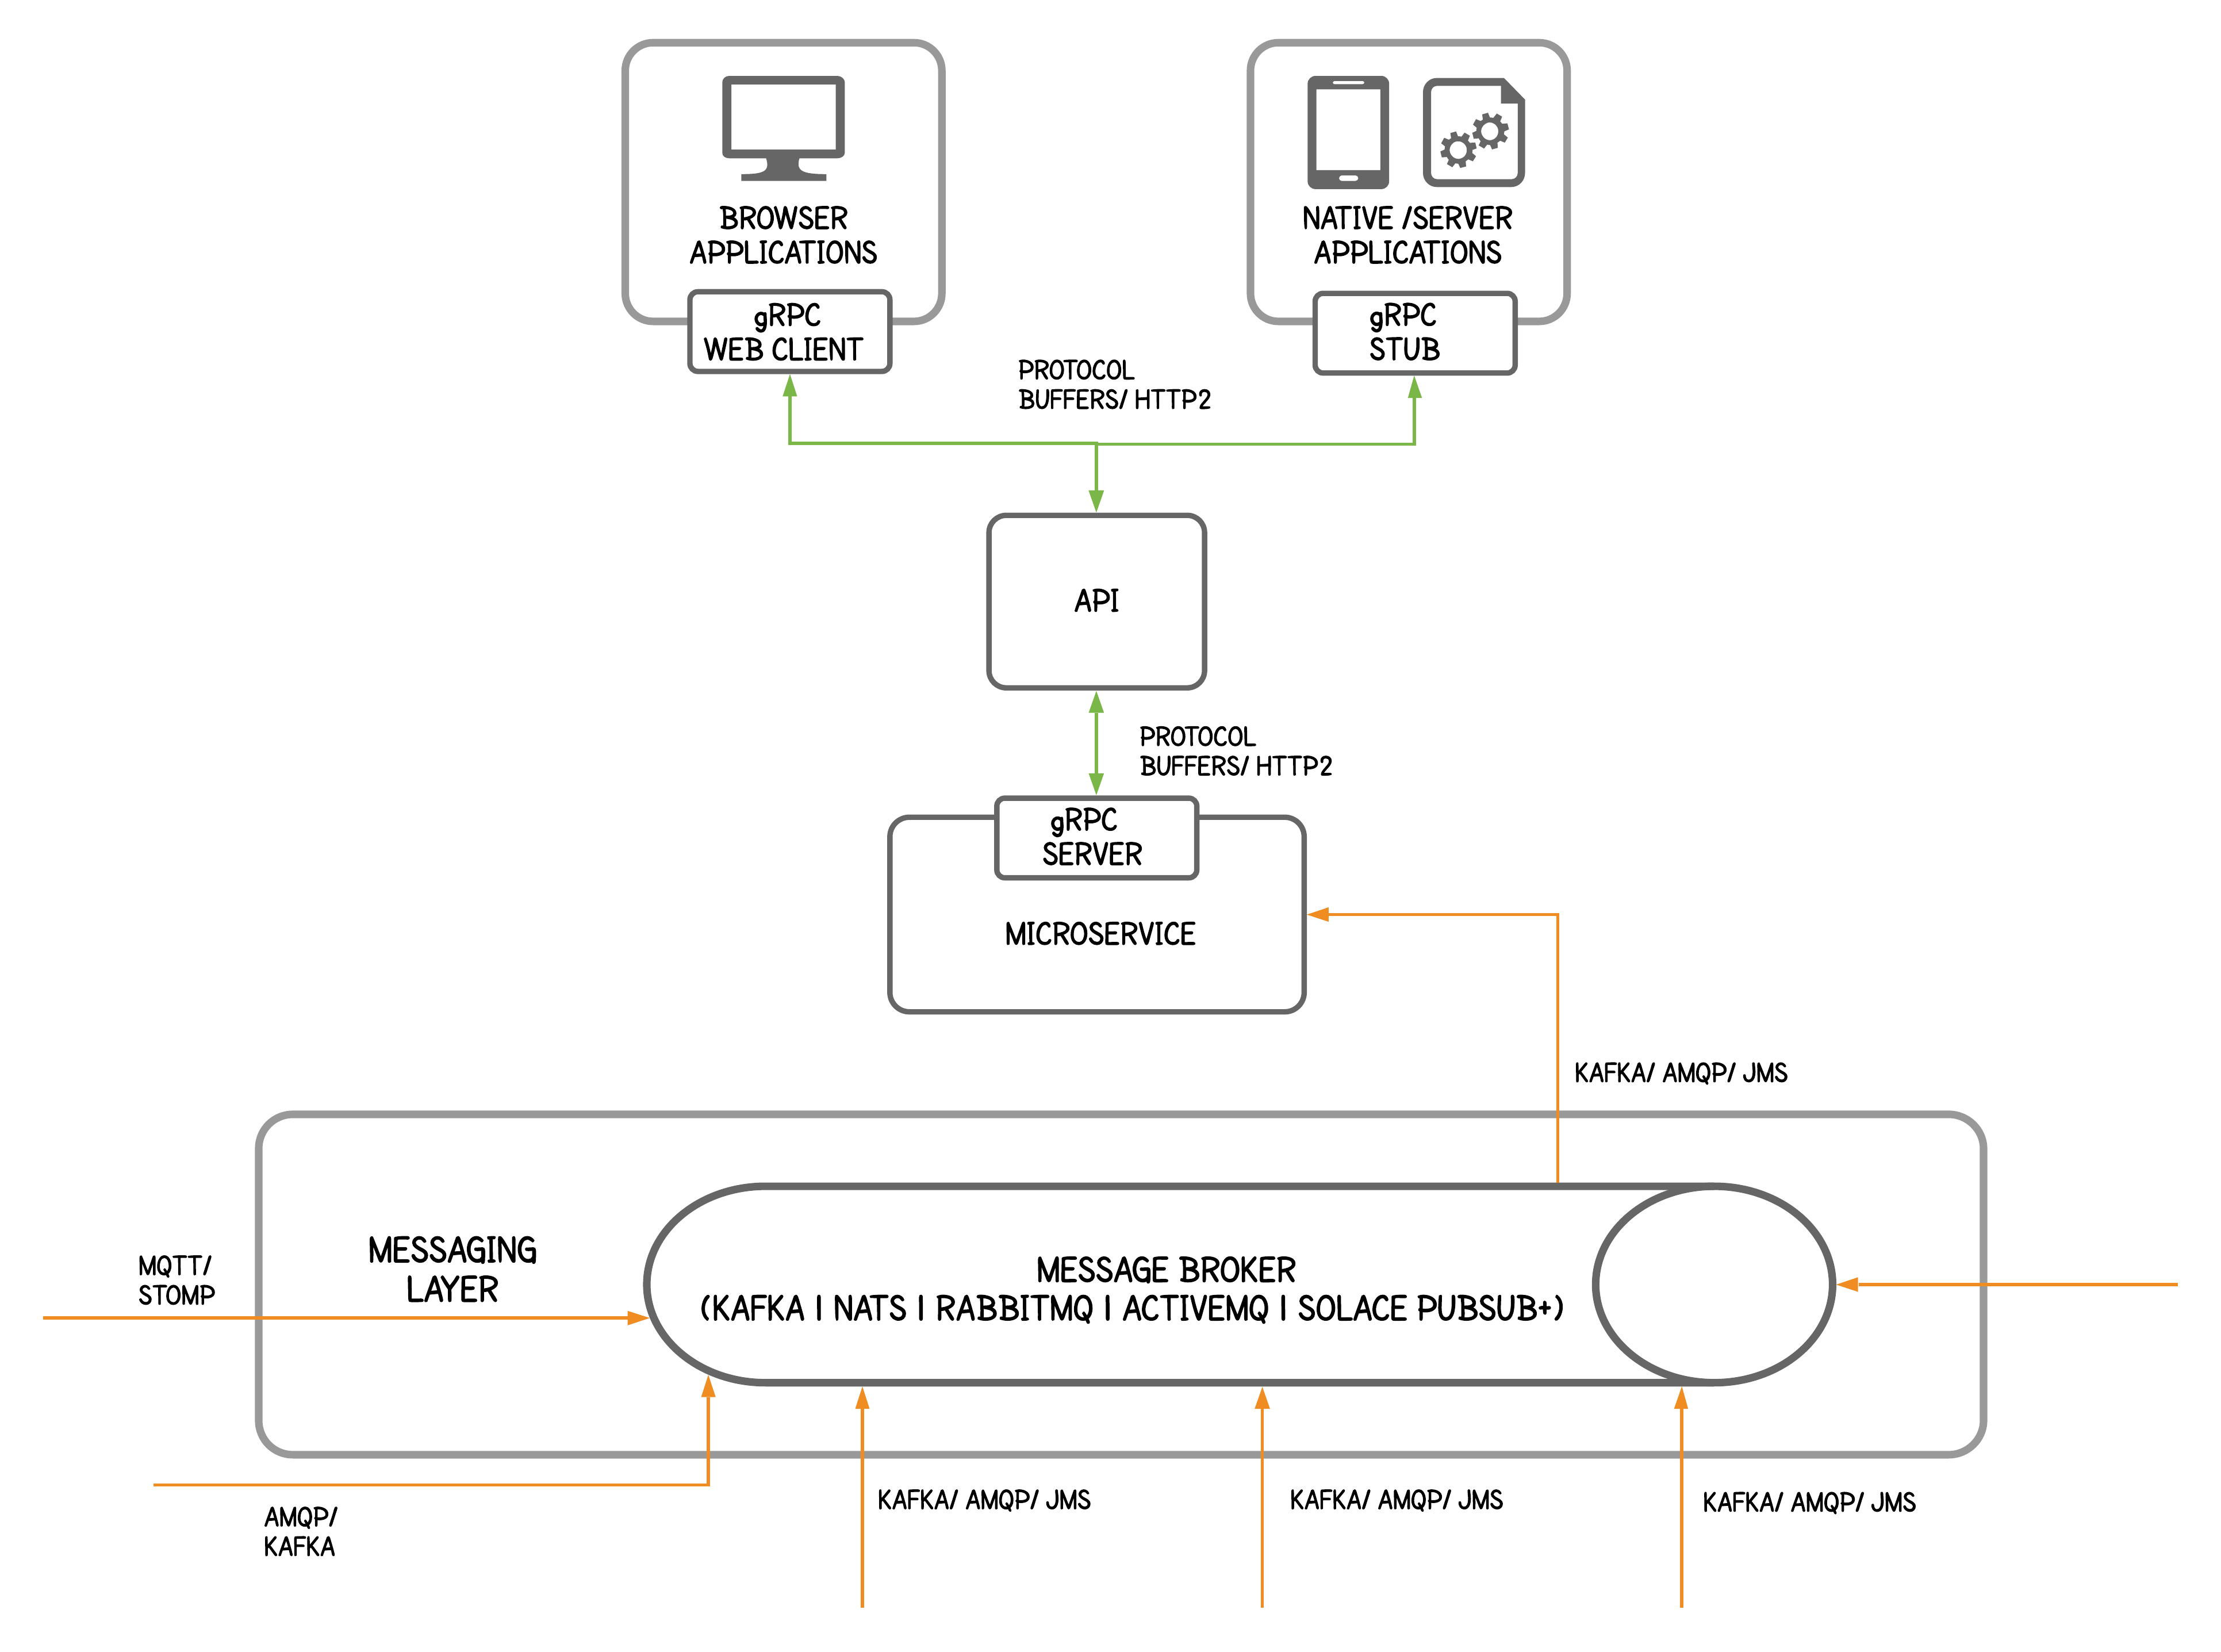 BROWSER
APPLICATIONS
gRPC
WEB CLIENT
NATIVE /SERVER
APPLICATIONS
gRPC
STUB
PROTOCOL
BUFFERS/ HTTP2
API
PROTOCOL
BUFFERS/ HTTP2
gRPC
SERVER
MICROSERVICE
KAFKA/ AMQP/ JMS
MESSAGING
LAYER
MQTT/
STOMP
MESSAGE BROKER
(KAFKA | NATS | RABBITMQ | ACTIVEMQ | SOLACE PUBSUB+)
AMQP/
KAFKA
KAFKA/ AMQP/ JMS
KAFKA/ AMQP/ JMS
KAFKA/ AMQP/ JMS